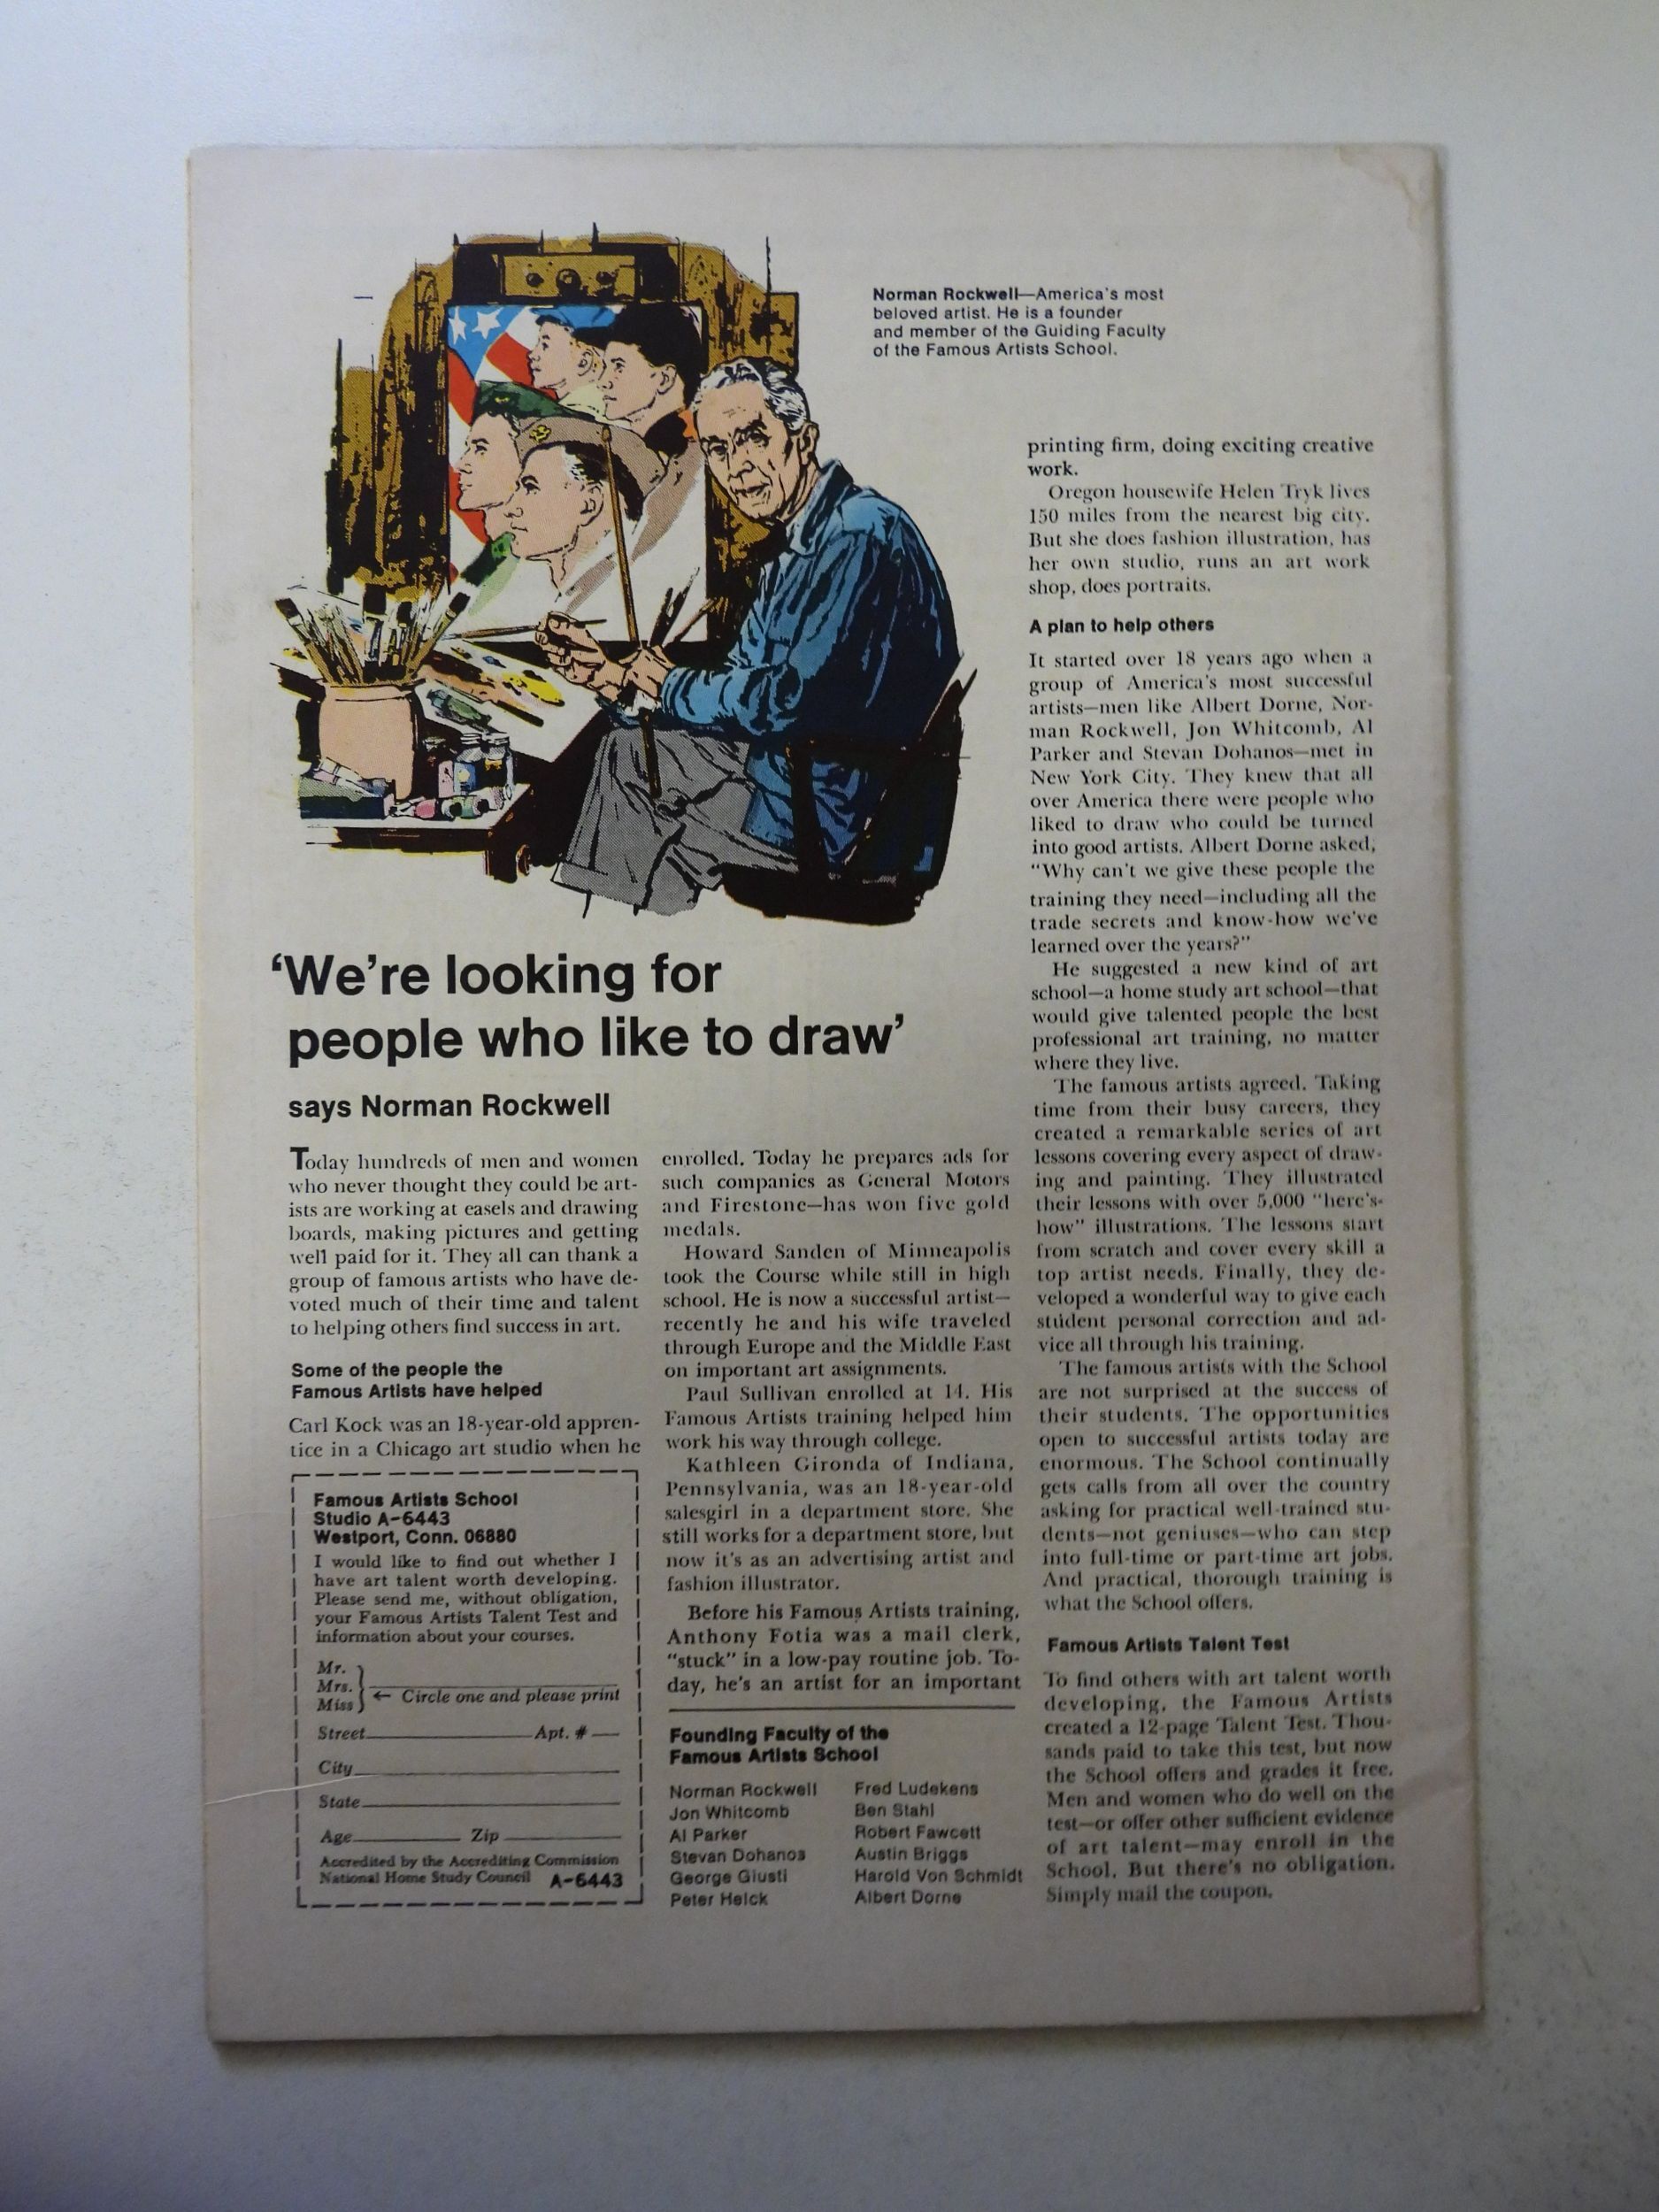 Norman Rockwell—America's most
beloved artist. He is a founder
and member of the Guiding Faculty
of the Famous Artists School.
'We're looking for
people who like to draw'
says Norman Rockwell
Today hundreds of men and women
who never thought they could be art-
ists are working at easels and drawing
boards, making pictures and getting
well paid for it. They all can thank a
group of famous artists who have de-
voted much of their time and talent
to helping others find success in art.
Some of the people the
Famous Artists have helped
Carl Kock was an 18-year-old appren-
tice in a Chicago art studio when he
enrolled. Today he prepares ads for
such companies as General Motors
and Firestone—has won five gold
medals.
Howard Sanden of Minneapolis
took the Course while still in high
school. He is now a successful artist—
recently he and his wife traveled
through Europe and the Middle East
on important art assignments.
Paul Sullivan enrolled at 14. His
Famous Artists training helped him
work his way through college.
Kathleen Gironda of Indiana,
Pennsylvania, was an 18-year-old
salesgirl in a department store. She
still works for a department store, but
now it's as an advertising artist and
fashion illustrator.
Before his Famous Artists training,
Anthony Fotia was a mail clerk,
"stuck" in a low-pay routine job. To-
day, he's an artist for an important
printing firm, doing exciting creative
work.
Oregon housewife Helen Tryk lives
150 miles from the nearest big city.
But she does fashion illustration, has
her own studio, runs an art work
shop, does portraits.
A plan to help others
It started over 18 years ago when a
group of America's most successful
artists—men like Albert Dorne, Nor-
man Rockwell, Jon Whitcomb, Al
Parker and Stevan Dohanos—met in
New York City. They knew that all
over America there were people who
liked to draw who could be turned
into good artists. Albert Dorne asked,
"Why can't we give these people the
training they need—including all the
trade secrets and know-how we've
learned over the years?"
He suggested a new kind of art
school—a home study art school—that
would give talented people the best
professional art training, no matter
where they live.
The famous artists agreed. Taking
time from their busy careers, they
created a remarkable series of art
lessons covering every aspect of draw-
ing and painting. They illustrated
their lessons with over 5,000 "here's-
how" illustrations. The lessons start
from scratch and cover every skill a
top artist needs. Finally, they de-
veloped a wonderful way to give each
student personal correction and ad-
vice all through his training.
The famous artists with the School
are not surprised at the success of
their students. The opportunities
open to successful artists today are
enormous. The School continually
gets calls from all over the country
asking for practical well-trained stu-
dents—not geniuses—who can step
into full-time or part-time art jobs.
And practical, thorough training is
what the School offers.
Famous Artists Talent Test
To find others with art talent worth
developing, the Famous Artists
created a 12-page Talent Test. Thou-
sands paid to take this test, but now
the School offers and grades it free.
Men and women who do well on the
test—or offer other sufficient evidence
of art talent—may enroll in the
School. But there's no obligation.
Simply mail the coupon.
Famous Artists School
Studio A-6443
Westport, Conn. 06880
I would like to find out whether I
have art talent worth developing.
Please send me, without obligation,
your Famous Artists Talent Test and
information about your courses.
Mr.
Mrs.
Miss
← Circle one and please print
Street Apt. #
City
State
Age Zip
Accredited by the Accrediting Commission
National Home Study Council A-6443
Founding Faculty of the
Famous Artists School
Norman Rockwell
Jon Whitcomb
Al Parker
Stevan Dohanos
George Giusti
Peter Helck
Fred Ludekens
Ben Stahl
Robert Fawcett
Austin Briggs
Harold Von Schmidt
Albert Dorne